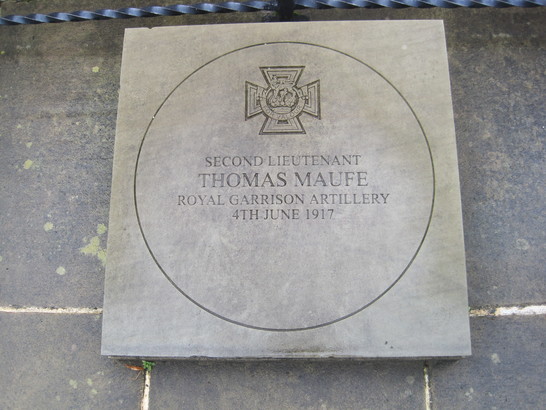 SECOND LIEUTENANT
THOMAS MAUFE
ROYAL GARRISON ARTILLERY
4TH JUNE 1917